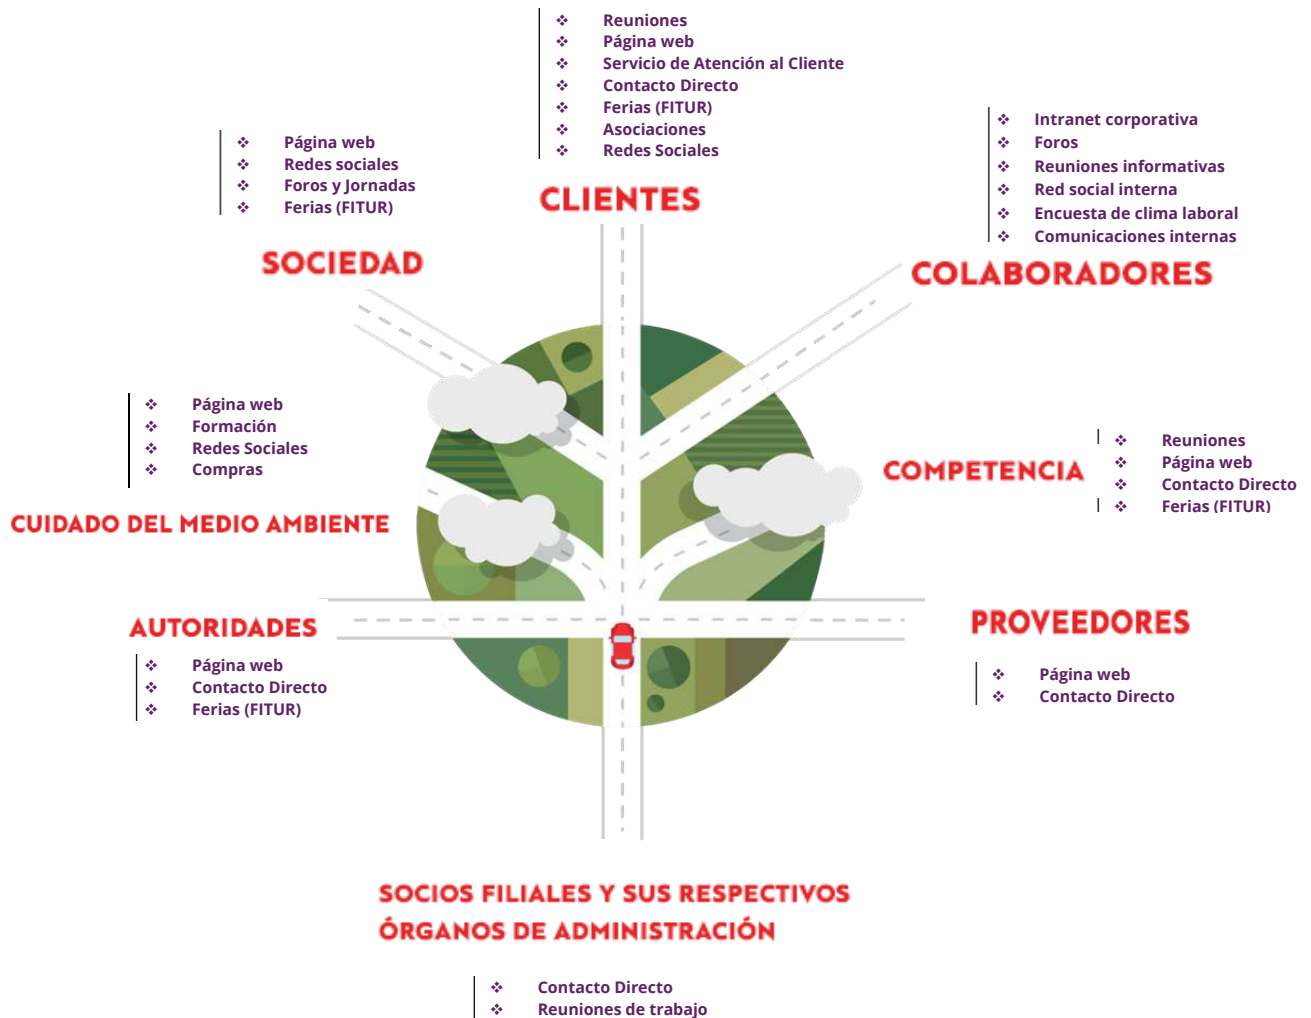 Reuniones
Página web
Servicio de Atención al Cliente
Contacto Directo
Ferias (FITUR)
Asociaciones
Redes Sociales
CLIENTES
Página web
Redes sociales
Foros y Jornadas
Ferias (FITUR)
SOCIEDAD
Intranet corporativa
Foros
Reuniones informativas
Red social interna
Encuesta de clima laboral
Comunicaciones internas
COLABORADORES
Página web
Formación
Redes Sociales
Compras
CUIDADO DEL MEDIO AMBIENTE
COMPETENCIA
Reuniones
Página web
Contacto Directo
Ferias (FITUR)
AUTORIDADES
Página web
Contacto Directo
Ferias (FITUR)
PROVEEDORES
Página web
Contacto Directo
SOCIOS FILIALES Y SUS RESPECTIVOS
ÓRGANOS DE ADMINISTRACIÓN
Contacto Directo
Reuniones de trabajo